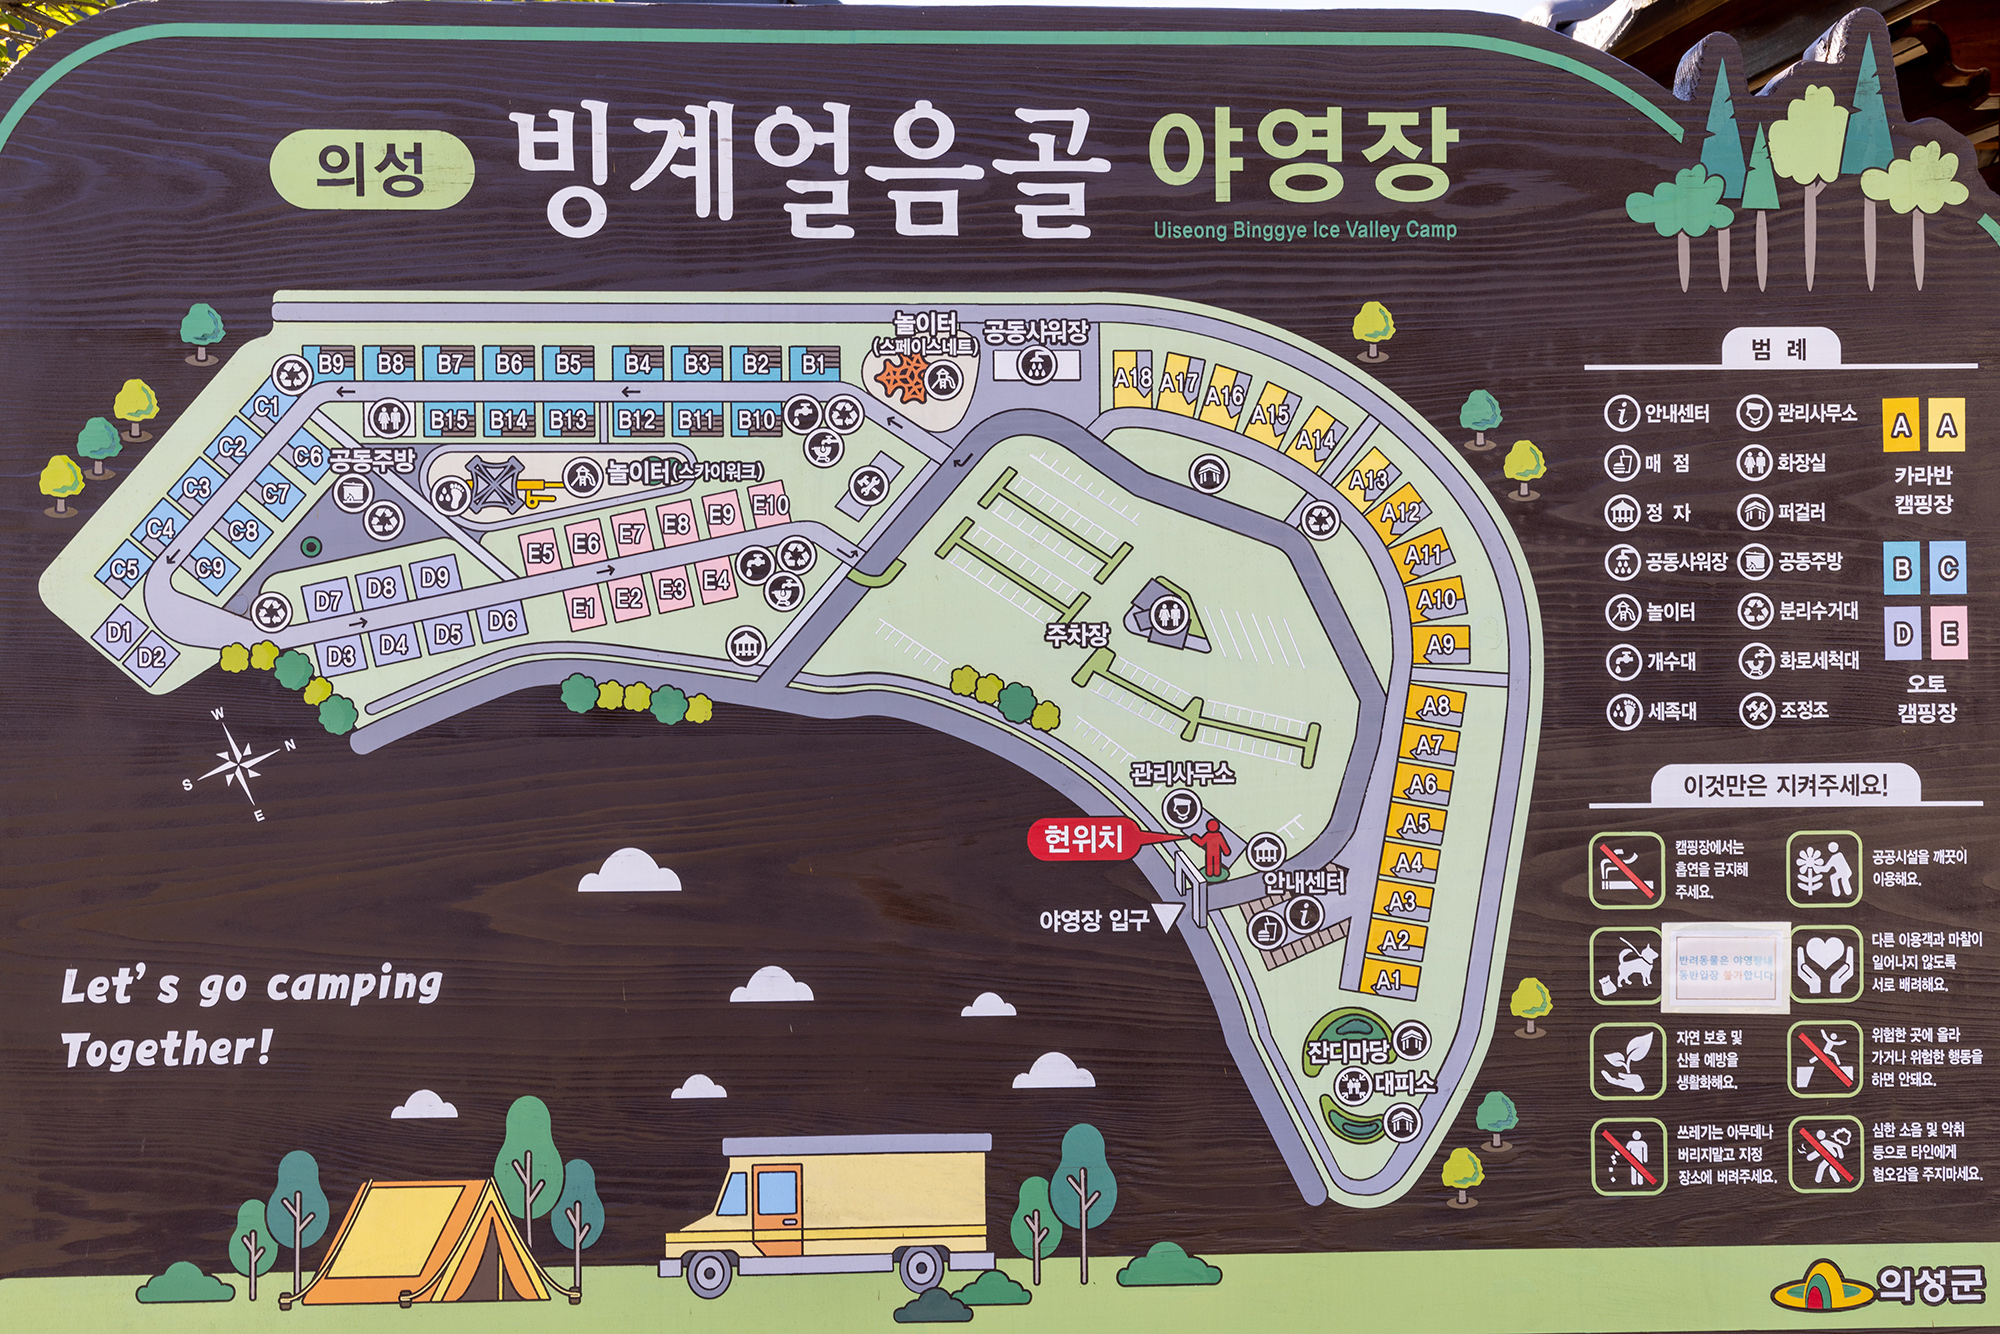 의성 빙계얼음골 야영장
Uiseong Binggye Ice Valley Camp
놀이터
(스페이스네트)
공동샤워장
B9 B8 B7 B6 B5 B4 B3 B2 B1
B15 B14 B13 B12 B11 B10
A18 A17 A16 A15 A14
A13
A12
A11
A10
A9
A8
A7
A6
A5
A4
A3
A2
A1
C1
C2 C6
C3 C7
C4 C8
C5 C9
공동주방
놀이터(스카이워크)
E5 E6 E7 E8 E9 E10
E1 E2 E3 E4
D7 D8 D9
D1 D2 D3 D4 D5 D6
주차장
관리사무소
현위치
안내센터
야영장 입구
잔디마당
대피소
W
N
S
E
Let's go camping
Together!
범 례
안내센터 관리사무소
매 점 화장실
정 자 퍼걸러
공동샤워장 공동주방
놀이터 분리수거대
개수대 화로세척대
세족대 조정조
A A
카라반
캠핑장
B C
D E
오토
캠핑장
이것만은 지켜주세요!
캠핑장에서는
흡연을 금지해
주세요.
공공시설을 깨끗이
이용해요.
반려동물은 야영장내
동반입장 불가합니다
다른 이용객과 마찰이
일어나지 않도록
서로 배려해요.
자연 보호 및
산불 예방을
생활화해요.
위험한 곳에 올라
가거나 위험한 행동을
하면 안돼요.
쓰레기는 아무데나
버리지말고 지정
장소에 버려주세요.
심한 소음 및 악취
등으로 타인에게
혐오감을 주지마세요.
의성군